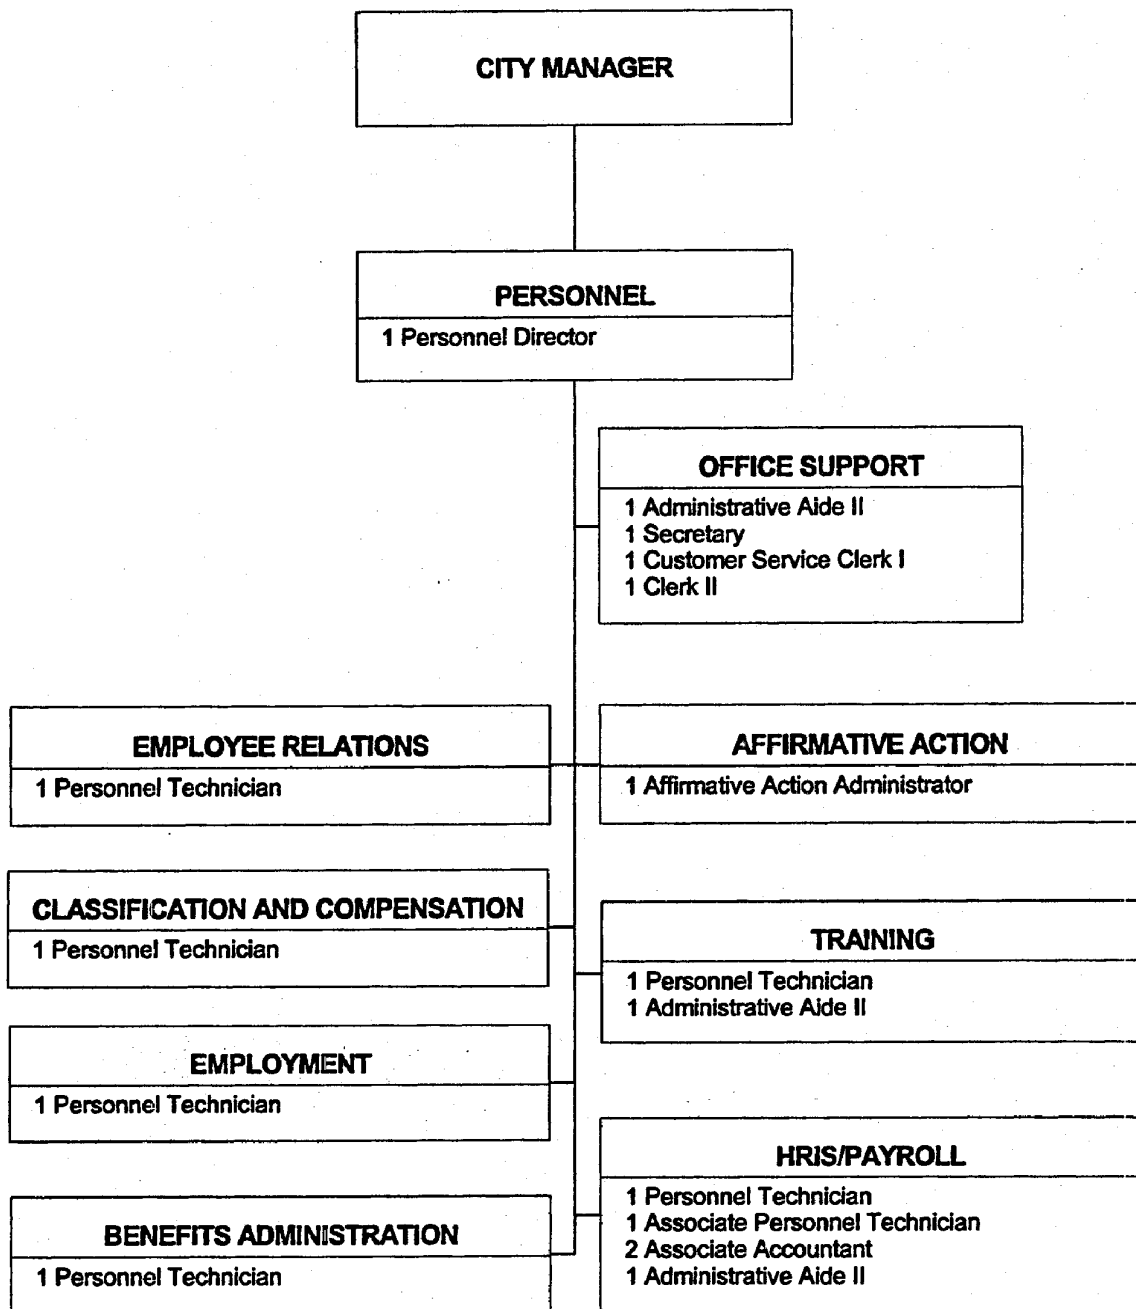 CITY MANAGER
PERSONNEL
1 Personnel Director
OFFICE SUPPORT
1 Administrative Aide II
1 Secretary
1 Customer Service Clerk I
1 Clerk II
EMPLOYEE RELATIONS
1 Personnel Technician
AFFIRMATIVE ACTION
1 Affirmative Action Administrator
CLASSIFICATION AND COMPENSATION
1 Personnel Technician
TRAINING
1 Personnel Technician
1 Administrative Aide II
EMPLOYMENT
1 Personnel Technician
HRIS/PAYROLL
1 Personnel Technician
1 Associate Personnel Technician
2 Associate Accountant
1 Administrative Aide II
BENEFITS ADMINISTRATION
1 Personnel Technician